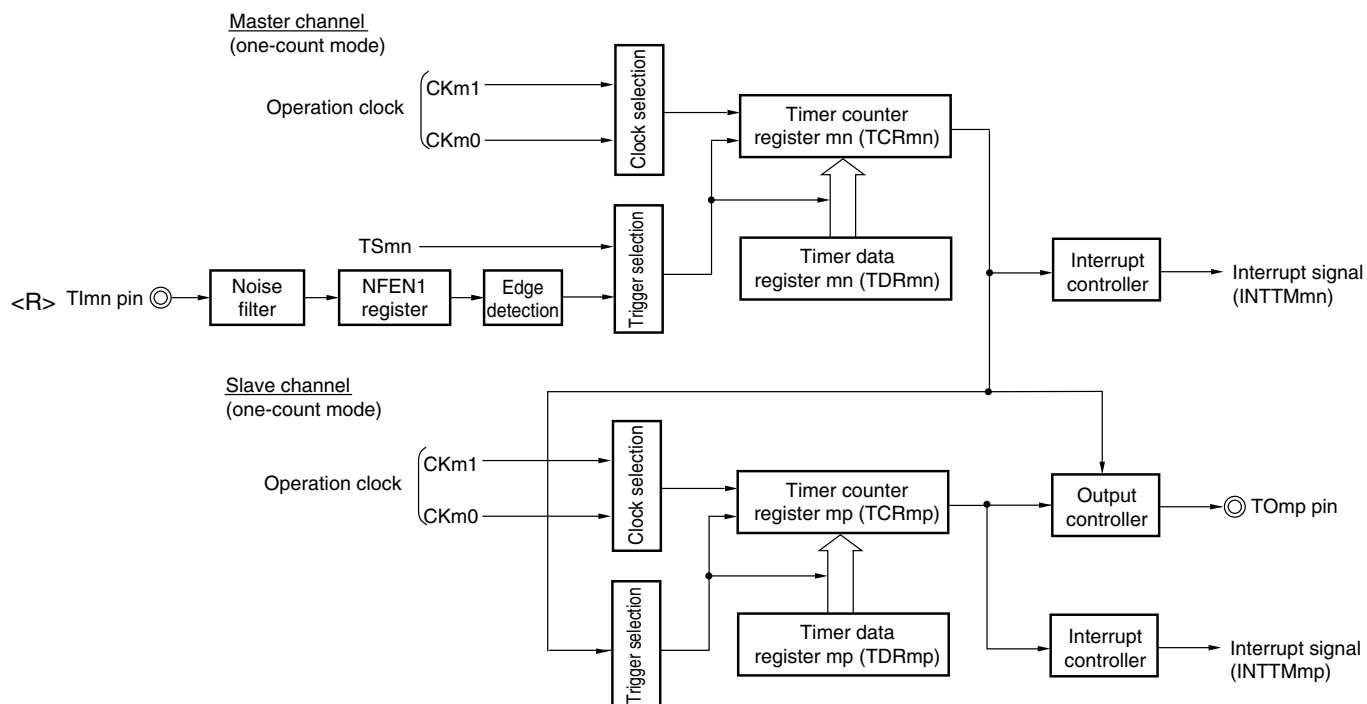 Master channel
(one-count mode)
Operation clock
CKm1
CKm0
Clock selection
Timer counter
register mn (TCRmn)
TSmn
Trigger selection
Timer data
register mn (TDRmn)
Interrupt
controller
Interrupt signal
(INTTMmn)
<R> TImn pin
Noise
filter
NFEN1
register
Edge
detection
Slave channel
(one-count mode)
Operation clock
CKm1
CKm0
Clock selection
Timer counter
register mp (TCRmp)
Output
controller
TOmp pin
Trigger selection
Timer data
register mp (TDRmp)
Interrupt
controller
Interrupt signal
(INTTMmp)